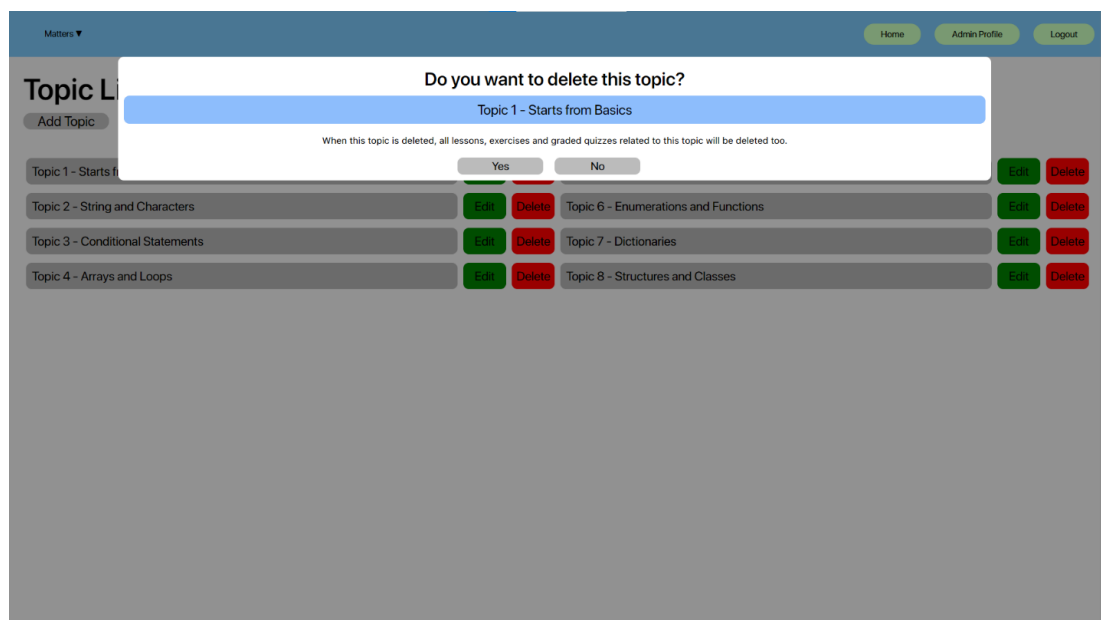 Matters ▼
Home
Admin Profile
Logout
Topic Li
Add Topic
Do you want to delete this topic?
Topic 1 - Starts from Basics
When this topic is deleted, all lessons, exercises and graded quizzes related to this topic will be deleted too.
Yes
No
Topic 1 - Starts f
Edit
Delete
Topic 2 - String and Characters
Edit
Delete
Topic 6 - Enumerations and Functions
Edit
Delete
Topic 3 - Conditional Statements
Edit
Delete
Topic 7 - Dictionaries
Edit
Delete
Topic 4 - Arrays and Loops
Edit
Delete
Topic 8 - Structures and Classes
Edit
Delete